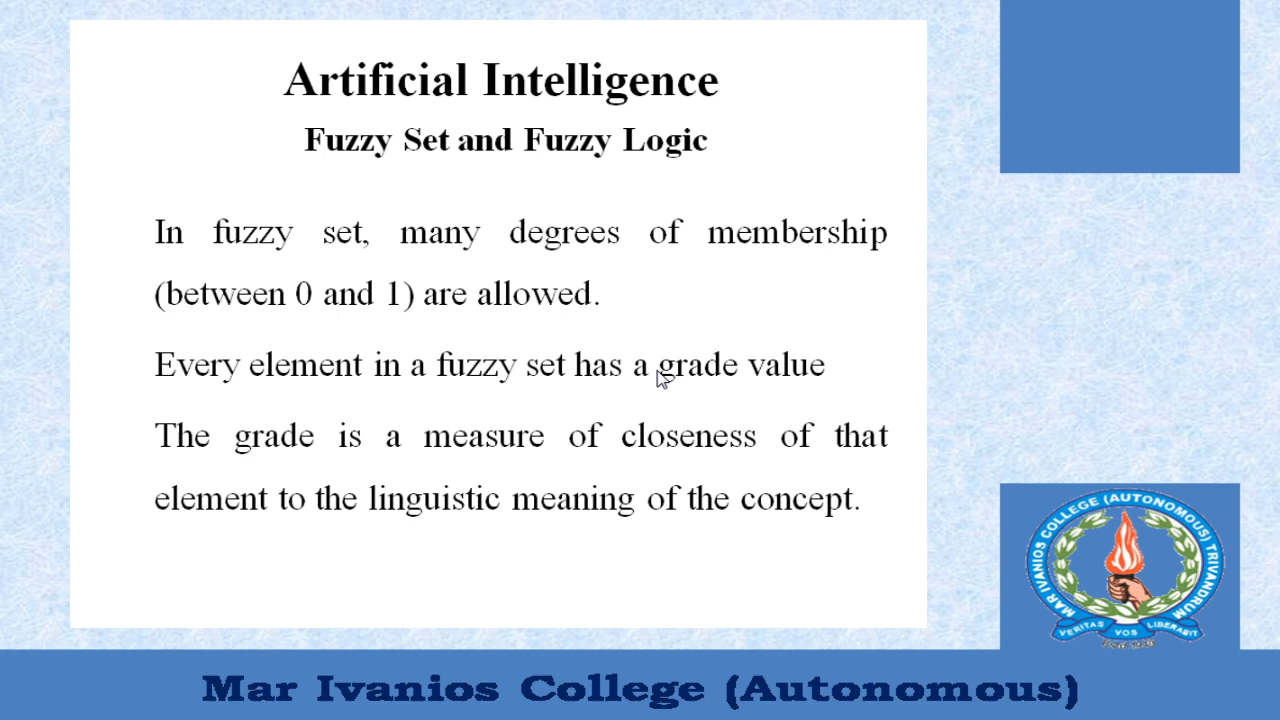 Artificial Intelligence
Fuzzy Set and Fuzzy Logic
In fuzzy set, many degrees of membership
(between 0 and 1) are allowed.
Every element in a fuzzy set has a grade value
The grade is a measure of closeness of that
element to the linguistic meaning of the concept.
MAR IVANIOS COLLEGE (AUTONOMOUS) TRIVANDRUM
VERITAS VOS LIBERABIT
Mar Ivanios College (Autonomous)